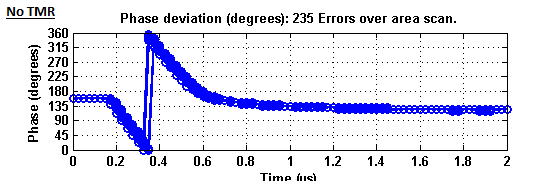 No TMR
Phase deviation (degrees): 235 Errors over area scan.
Phase (degrees)
360
315
270
225
180
135
90
45
0
0 0.2 0.4 0.6 0.8 1 1.2 1.4 1.6 1.8 2
Time (us)